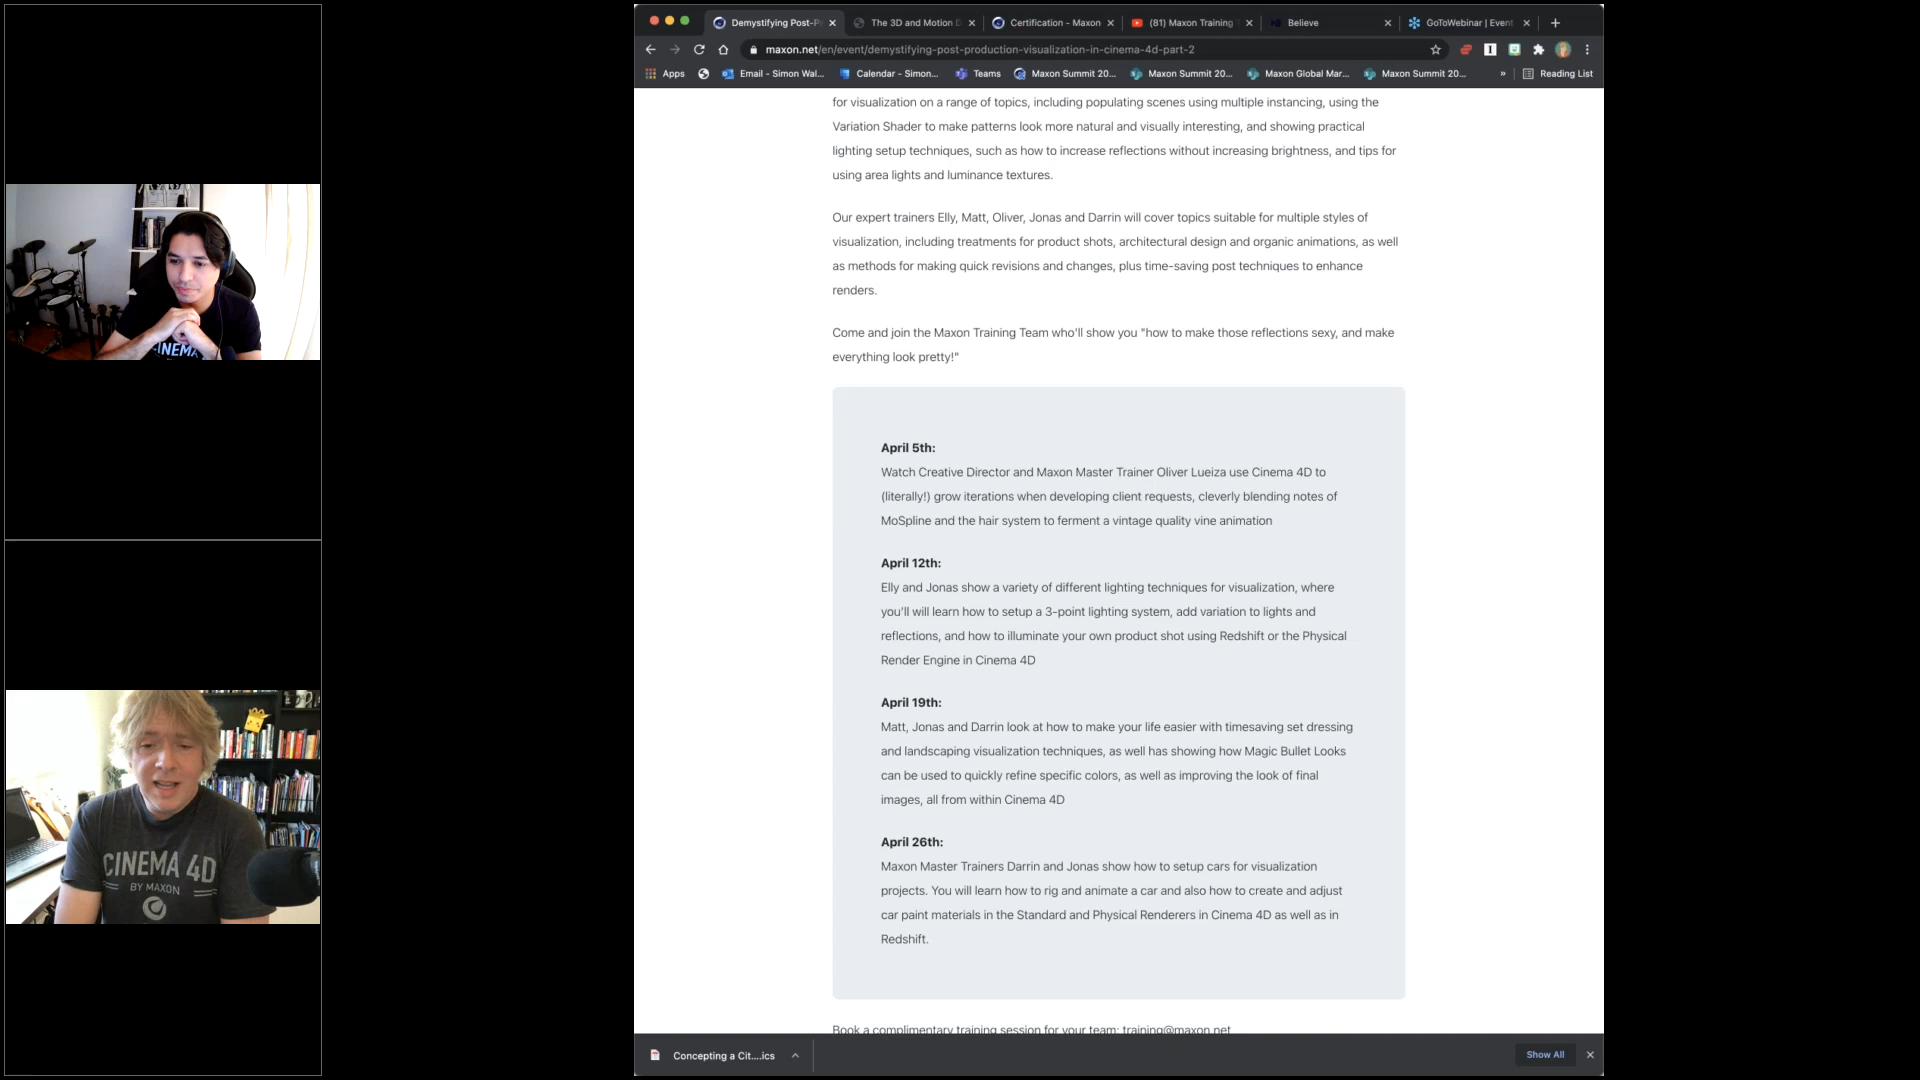 Demystifying Post-P
The 3D and Motion D
Certification - Maxon
(81) Maxon Training
Believe
GoToWebinar | Event
maxon.net/en/event/demystifying-post-production-visualization-in-cinema-4d-part-2
Apps
Email - Simon Wal...
Calendar - Simon...
Teams
Maxon Summit 20...
Maxon Summit 20...
Maxon Global Mar...
Maxon Summit 20...
»
Reading List
for visualization on a range of topics, including populating scenes using multiple instancing, using the
Variation Shader to make patterns look more natural and visually interesting, and showing practical
lighting setup techniques, such as how to increase reflections without increasing brightness, and tips for
using area lights and luminance textures.
Our expert trainers Elly, Matt, Oliver, Jonas and Darrin will cover topics suitable for multiple styles of
visualization, including treatments for product shots, architectural design and organic animations, as well
as methods for making quick revisions and changes, plus time-saving post techniques to enhance
renders.
Come and join the Maxon Training Team who'll show you "how to make those reflections sexy, and make
everything look pretty!"
April 5th:
Watch Creative Director and Maxon Master Trainer Oliver Lueiza use Cinema 4D to
(literally!) grow iterations when developing client requests, cleverly blending notes of
MoSpline and the hair system to ferment a vintage quality vine animation
April 12th:
Elly and Jonas show a variety of different lighting techniques for visualization, where
you'll will learn how to setup a 3-point lighting system, add variation to lights and
reflections, and how to illuminate your own product shot using Redshift or the Physical
Render Engine in Cinema 4D
April 19th:
Matt, Jonas and Darrin look at how to make your life easier with timesaving set dressing
and landscaping visualization techniques, as well has showing how Magic Bullet Looks
can be used to quickly refine specific colors, as well as improving the look of final
images, all from within Cinema 4D
April 26th:
Maxon Master Trainers Darrin and Jonas show how to setup cars for visualization
projects. You will learn how to rig and animate a car and also how to create and adjust
car paint materials in the Standard and Physical Renderers in Cinema 4D as well as in
Redshift.
Book a complimentary training session for your team: training@maxon.net
Concepting a Cit....ics
Show All
CINEMA
CINEMA 4D
BY MAXON